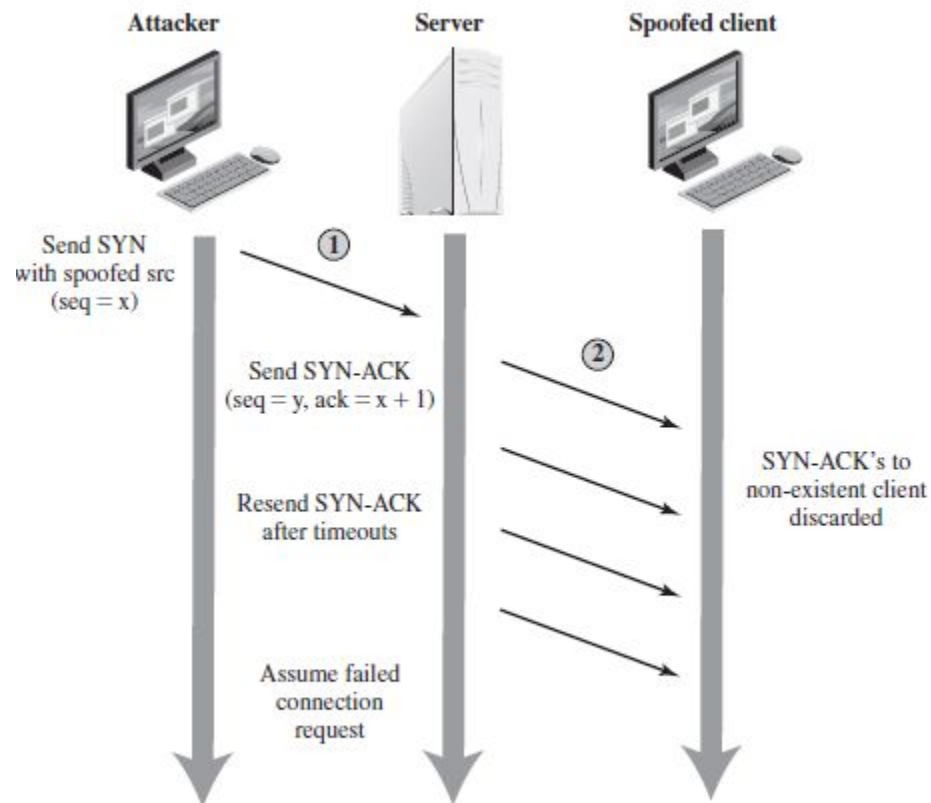 Attacker
Server
Spoofed client
Send SYN
with spoofed src
(seq = x)
1
2
Send SYN-ACK
(seq = y, ack = x + 1)
SYN-ACK's to
non-existent client
discarded
Resend SYN-ACK
after timeouts
Assume failed
connection
request